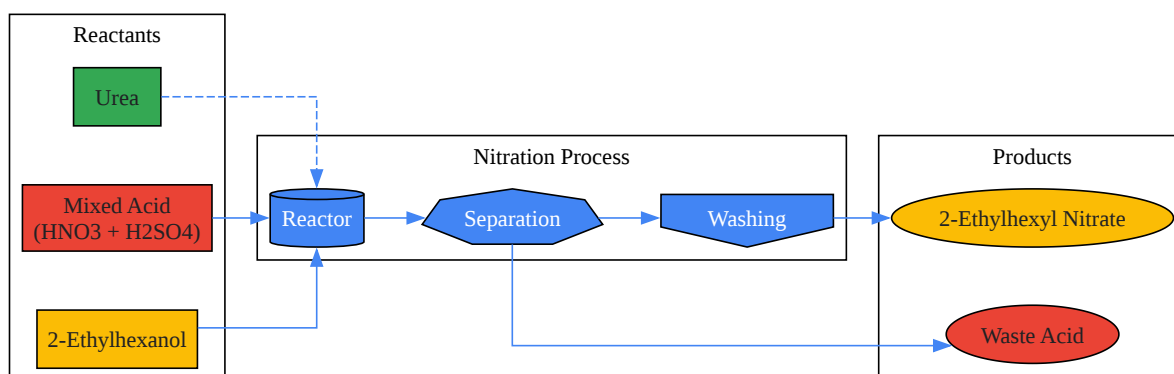 Reactants
Urea
Mixed Acid
(HNO3 + H2SO4)
2-Ethylhexanol
Nitration Process
Reactor
Separation
Washing
Products
2-Ethylhexyl Nitrate
Waste Acid